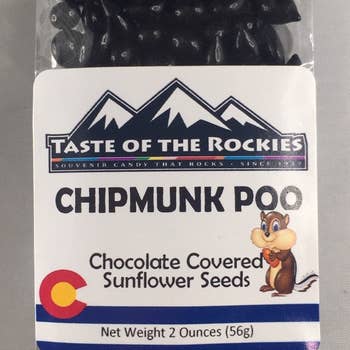 TASTE OF THE ROCKIES
SOUVENIR CANDY THAT ROCKS - SINCE 1937
CHIPMUNK POO
Chocolate Covered
Sunflower Seeds
Net Weight 2 Ounces (56g)